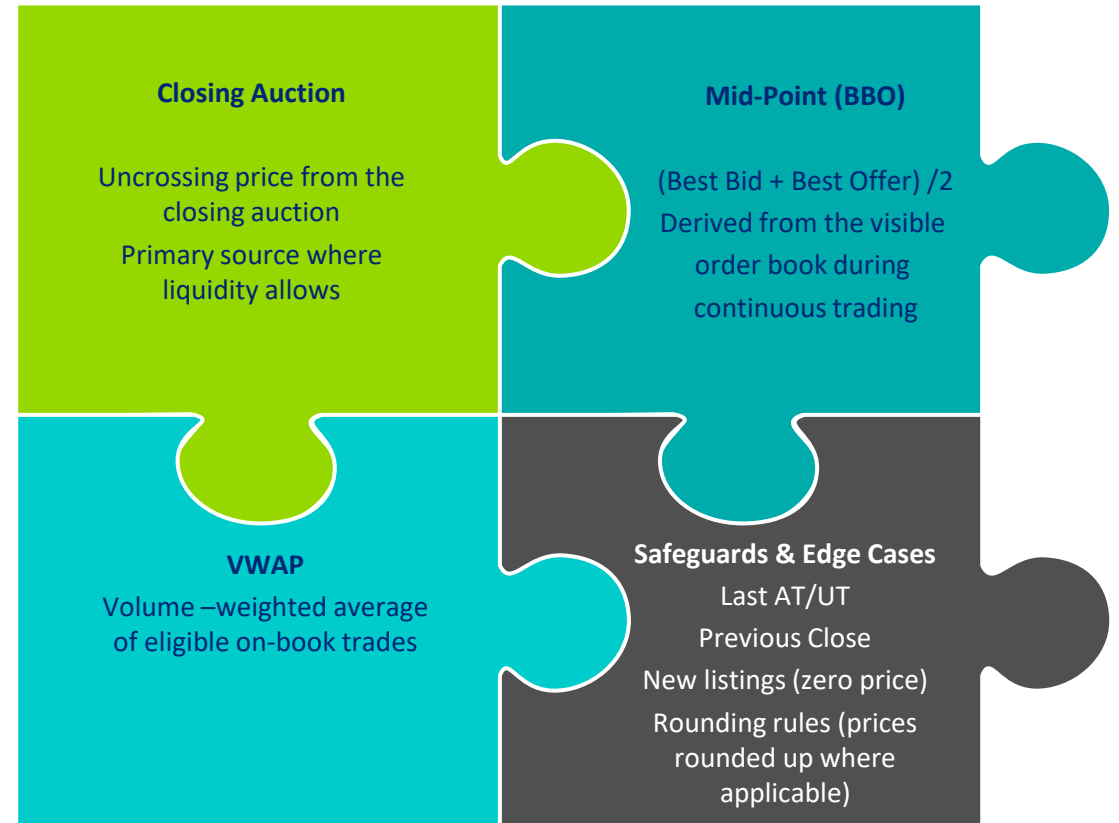 Closing Auction
Uncrossing price from the
closing auction
Primary source where
liquidity allows
Mid-Point (BBO)
(Best Bid + Best Offer) /2
Derived from the visible
order book during
continuous trading
VWAP
Volume –weighted average
of eligible on-book trades
Safeguards & Edge Cases
Last AT/UT
Previous Close
New listings (zero price)
Rounding rules (prices
rounded up where
applicable)